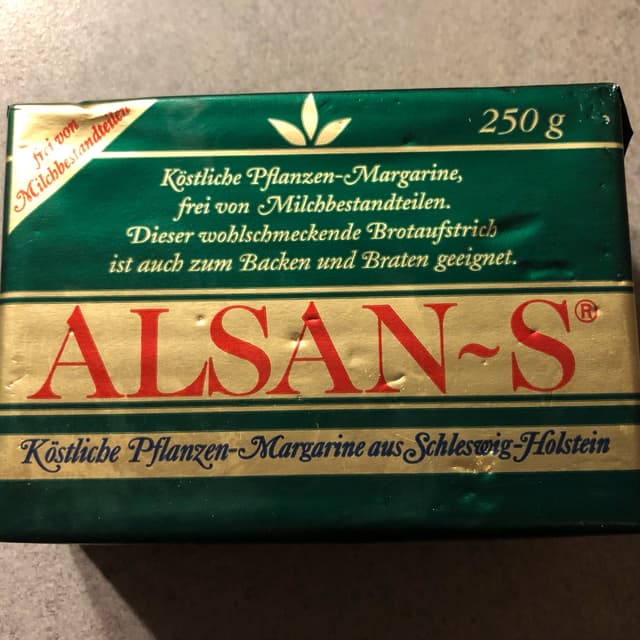 frei von
Milchbestandteilen
250 g
Köstliche Pflanzen-Margarine,
frei von Milchbestandteilen.
Dieser wohlschmeckende Brotaufstrich
ist auch zum Backen und Braten geeignet.
ALSAN~S®
Köstliche Pflanzen-Margarine aus Schleswig-Holstein